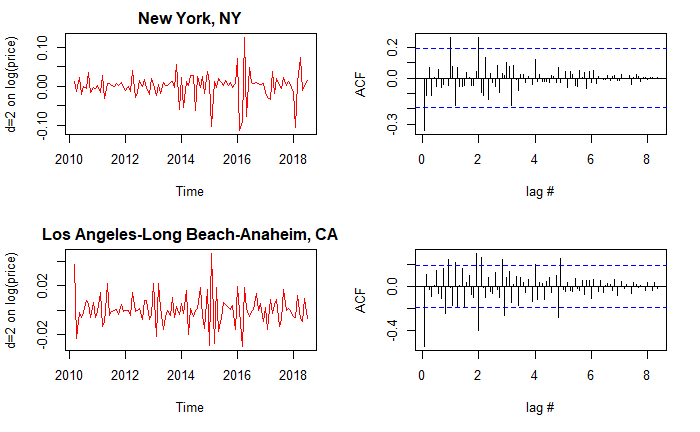 New York, NY
d=2 on log(price)
-0.10 0.00 0.10
2010 2012 2014 2016 2018
Time
ACF
-0.3 0.0 0.2
0 2 4 6 8
lag #
Los Angeles-Long Beach-Anaheim, CA
d=2 on log(price)
-0.02 0.02
2010 2012 2014 2016 2018
Time
ACF
-0.4 0.0
0 2 4 6 8
lag #